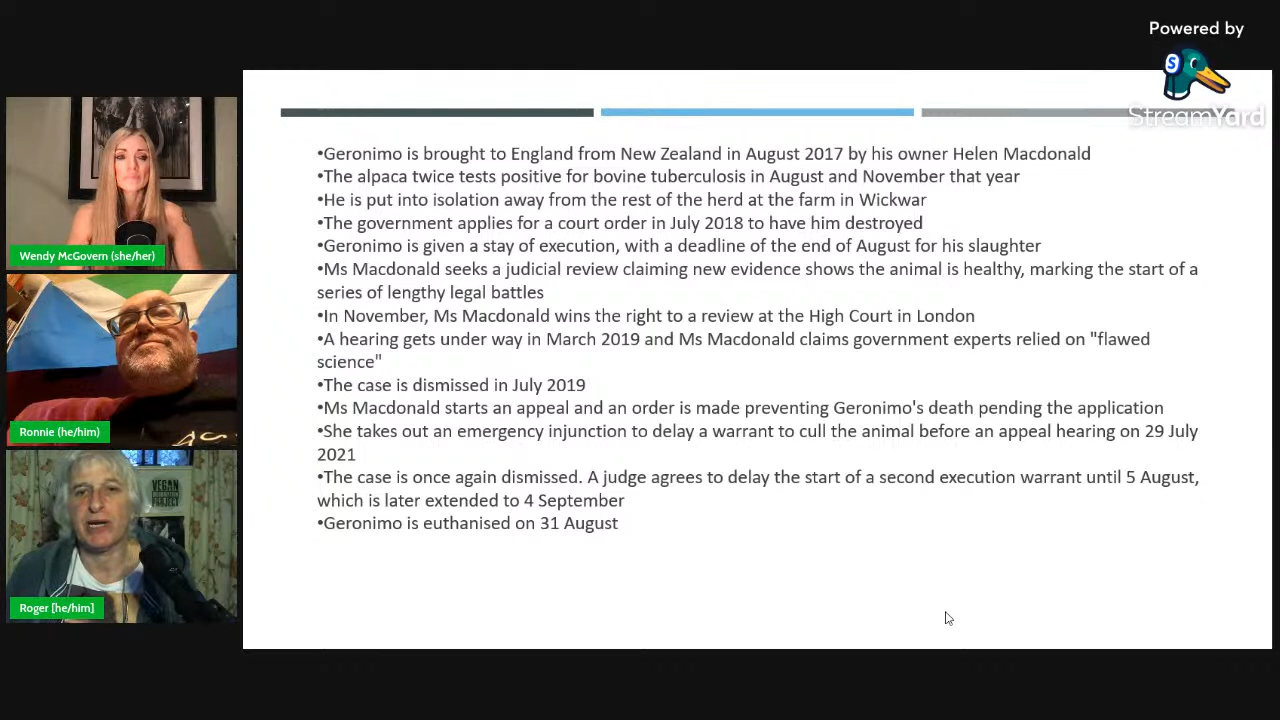 Powered by
S
StreamYard
•Geronimo is brought to England from New Zealand in August 2017 by his owner Helen Macdonald
•The alpaca twice tests positive for bovine tuberculosis in August and November that year
•He is put into isolation away from the rest of the herd at the farm in Wickwar
•The government applies for a court order in July 2018 to have him destroyed
•Geronimo is given a stay of execution, with a deadline of the end of August for his slaughter
•Ms Macdonald seeks a judicial review claiming new evidence shows the animal is healthy, marking the start of a
series of lengthy legal battles
•In November, Ms Macdonald wins the right to a review at the High Court in London
•A hearing gets under way in March 2019 and Ms Macdonald claims government experts relied on "flawed
science"
•The case is dismissed in July 2019
•Ms Macdonald starts an appeal and an order is made preventing Geronimo's death pending the application
•She takes out an emergency injunction to delay a warrant to cull the animal before an appeal hearing on 29 July
2021
•The case is once again dismissed. A judge agrees to delay the start of a second execution warrant until 5 August,
which is later extended to 4 September
•Geronimo is euthanised on 31 August
Wendy McGovern (she/her)
Ronnie (he/him)
VEGAN
PROJECT
Roger [he/him]